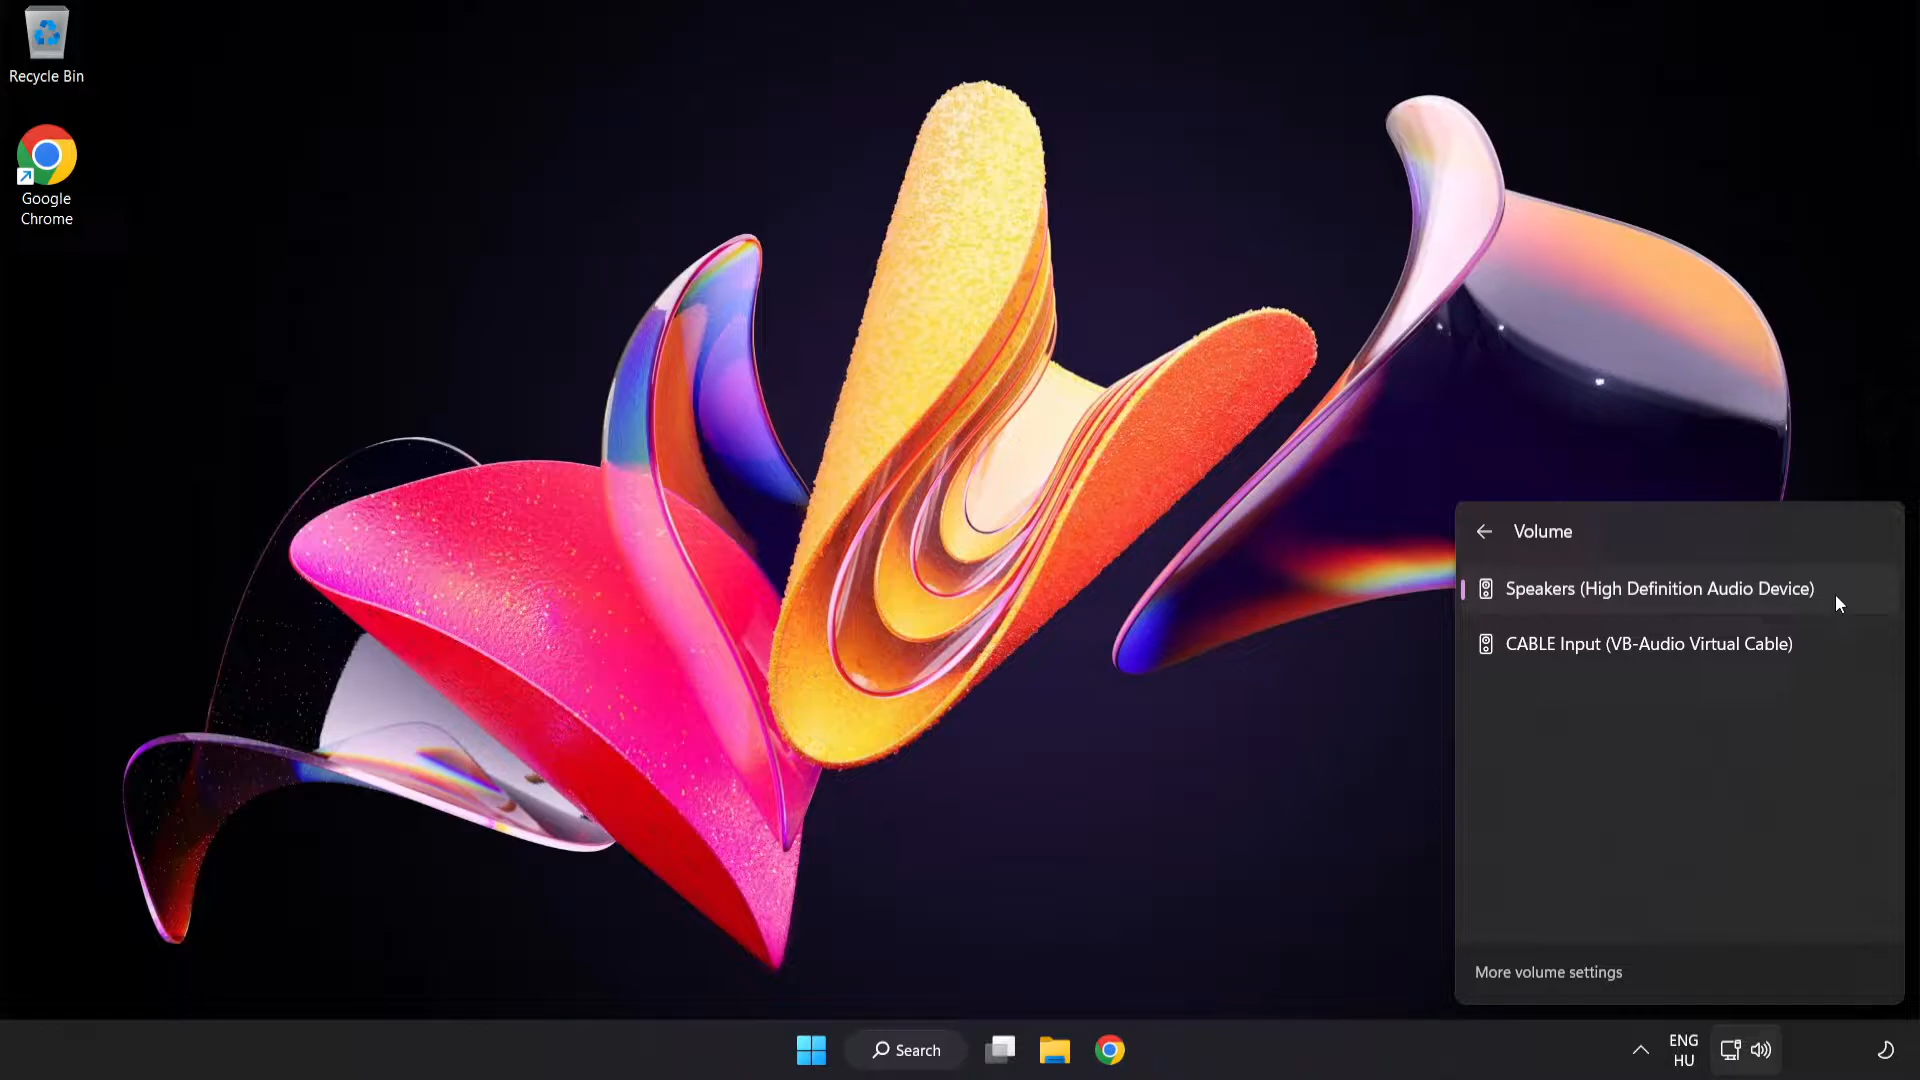 Recycle Bin
Google
Chrome
Volume
Speakers (High Definition Audio Device)
CABLE Input (VB-Audio Virtual Cable)
More volume settings
Search
ENG
HU